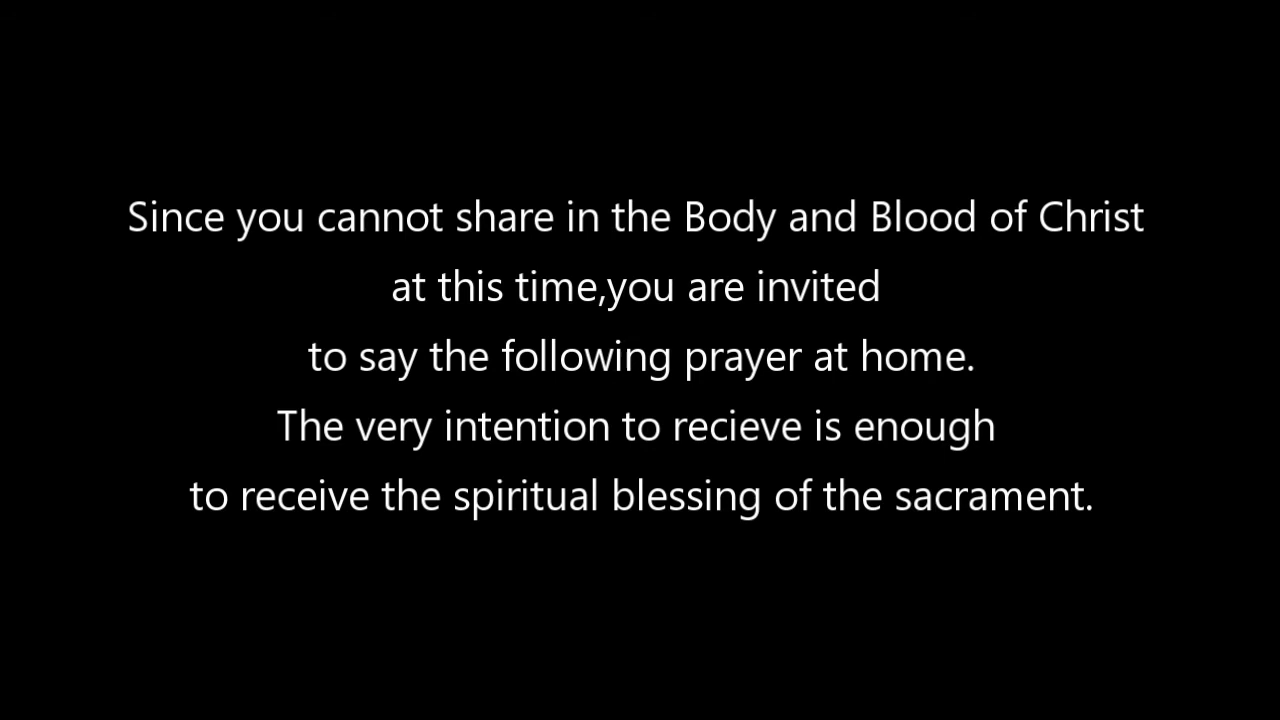 Since you cannot share in the Body and Blood of Christ
at this time,you are invited
to say the following prayer at home.
The very intention to recieve is enough
to receive the spiritual blessing of the sacrament.